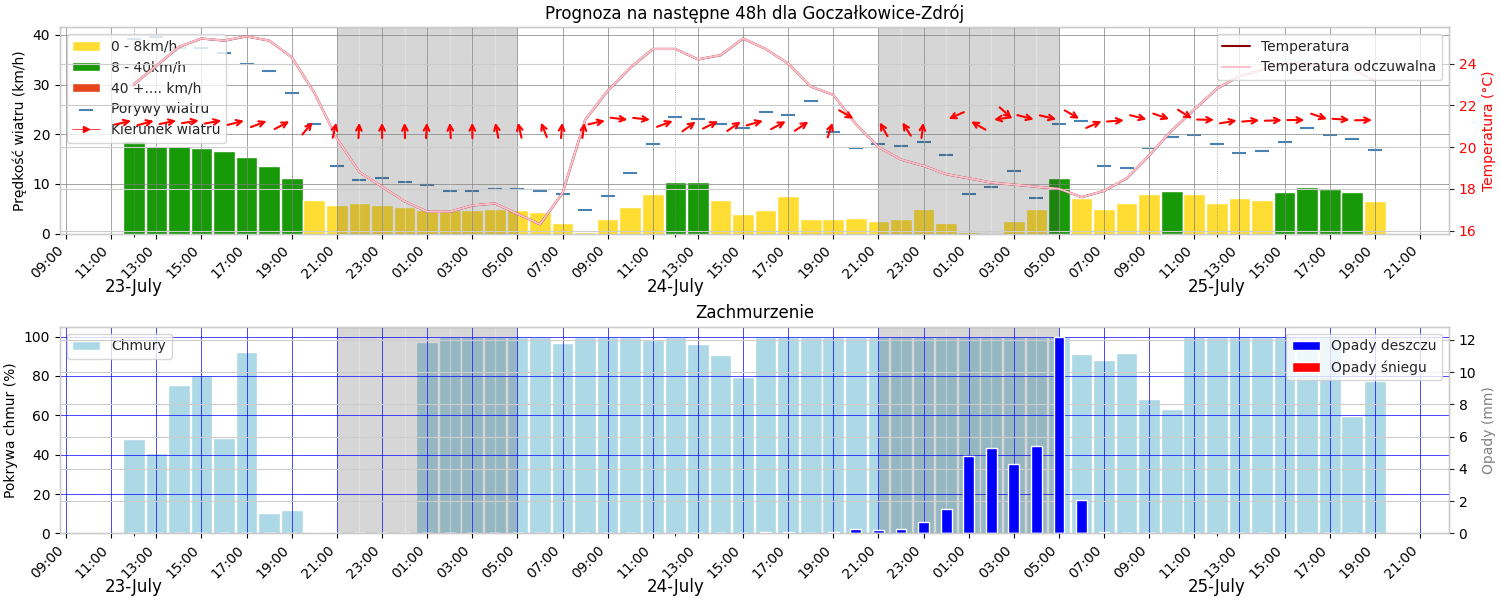 Prognoza na następne 48h dla Goczałkowice-Zdrój
Prędkość wiatru (km/h)
40
30
20
10
0
0 - 8km/h
8 - 40km/h
40 +.... km/h
Porywy wiatru
Kierunek wiatru
Temperatura
Temperatura odczuwalna
24
22
20
18
16
Temperatura (°C)
09:00 11:00 13:00 15:00 17:00 19:00 21:00 23:00 01:00 03:00 05:00 07:00 09:00 11:00 13:00 15:00 17:00 19:00 21:00 23:00 01:00 03:00 05:00 07:00 09:00 11:00 13:00 15:00 17:00 19:00 21:00
23-July 24-July 25-July
Zachmurzenie
Pokrywa chmur (%)
100
80
60
40
20
0
Chmury
Opady deszczu
Opady śniegu
12
10
8
6
4
2
0
Opady (mm)
09:00 11:00 13:00 15:00 17:00 19:00 21:00 23:00 01:00 03:00 05:00 07:00 09:00 11:00 13:00 15:00 17:00 19:00 21:00 23:00 01:00 03:00 05:00 07:00 09:00 11:00 13:00 15:00 17:00 19:00 21:00
23-July 24-July 25-July